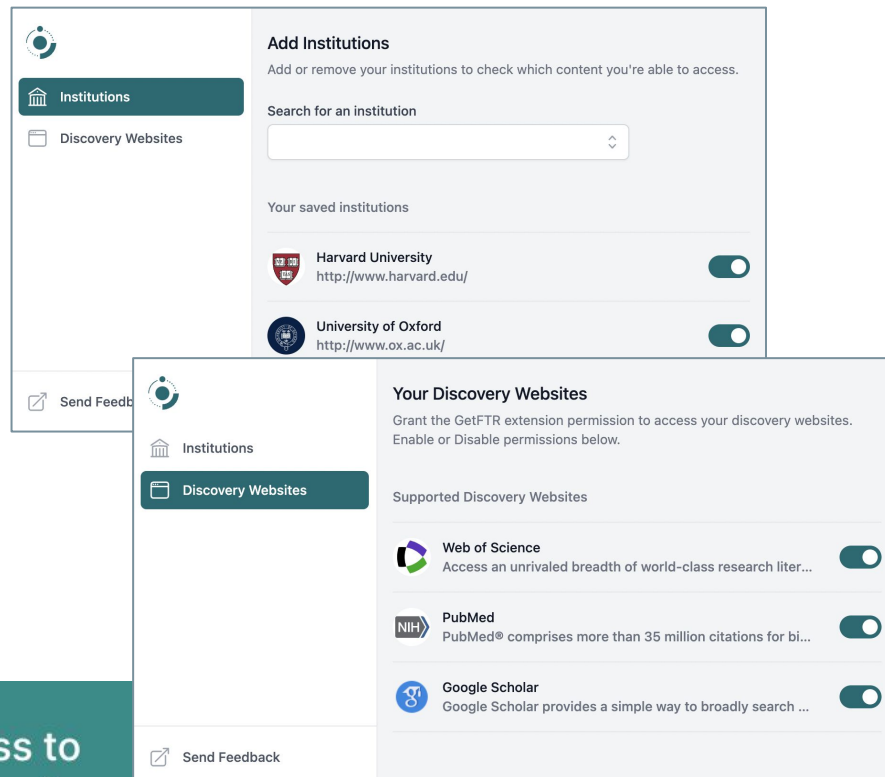 Add Institutions
Add or remove your institutions to check which content you're able to access.
Institutions
Search for an institution
Discovery Websites
Your saved institutions
Harvard University
http://www.harvard.edu/
University of Oxford
http://www.ox.ac.uk/
Send
Your Discovery Websites
Grant the GetFTR extension permission to access your discovery websites.
Enable or Disable permissions below.
Institutions
Discovery Websites
Supported Discovery Websites
Web of Science
Access an unrivaled breadth of world-class research liter...
NIH
PubMed
PubMed® comprises more than 35 million citations for bi...
Google Scholar
Google Scholar provides a simple way to broadly search ...
Send Feedback
to